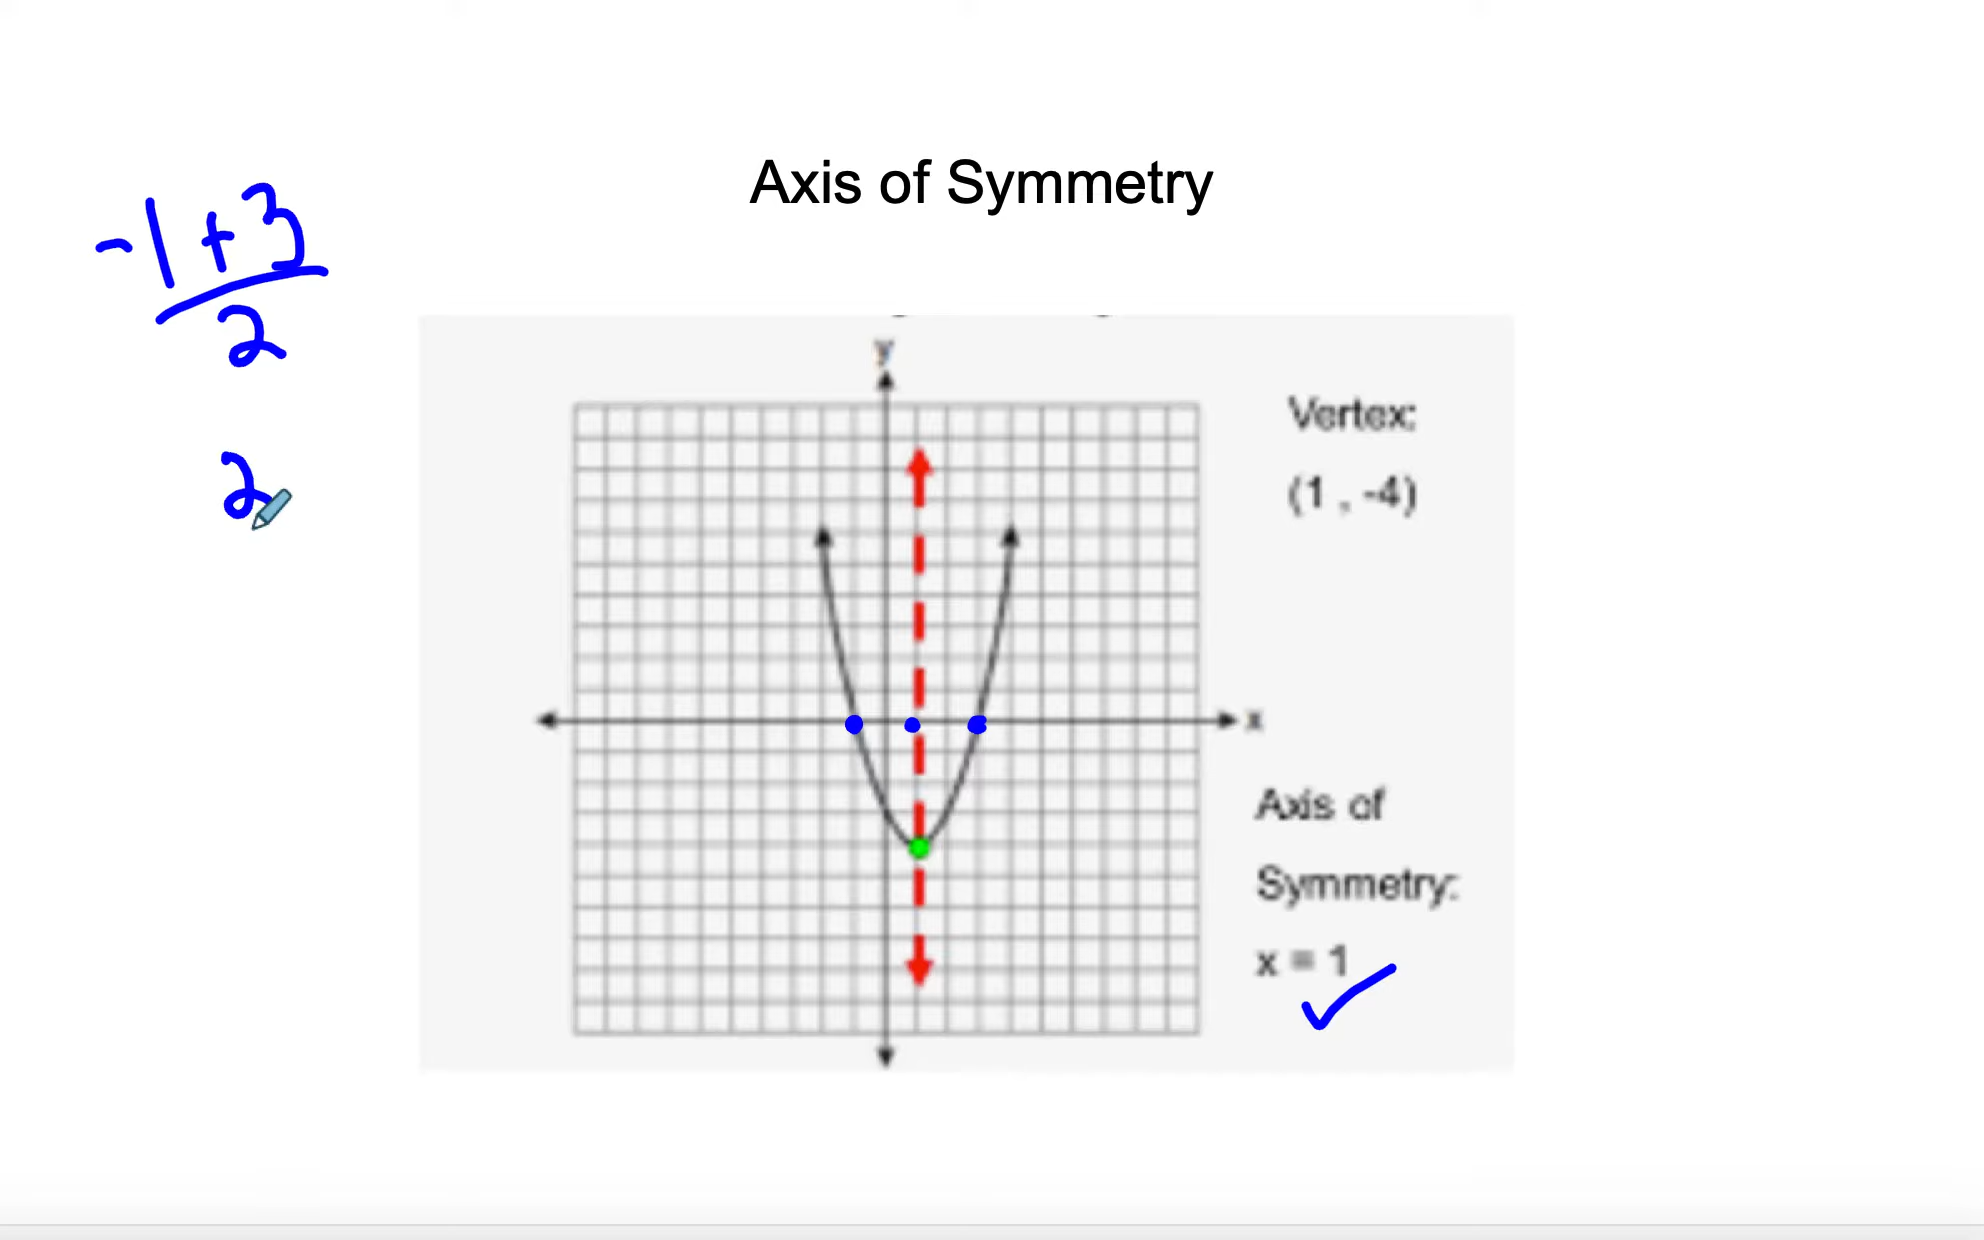 Axis of Symmetry
-1+3
2
2
y
Vertex:
(1 , -4)
x
Axis of
Symmetry:
x = 1